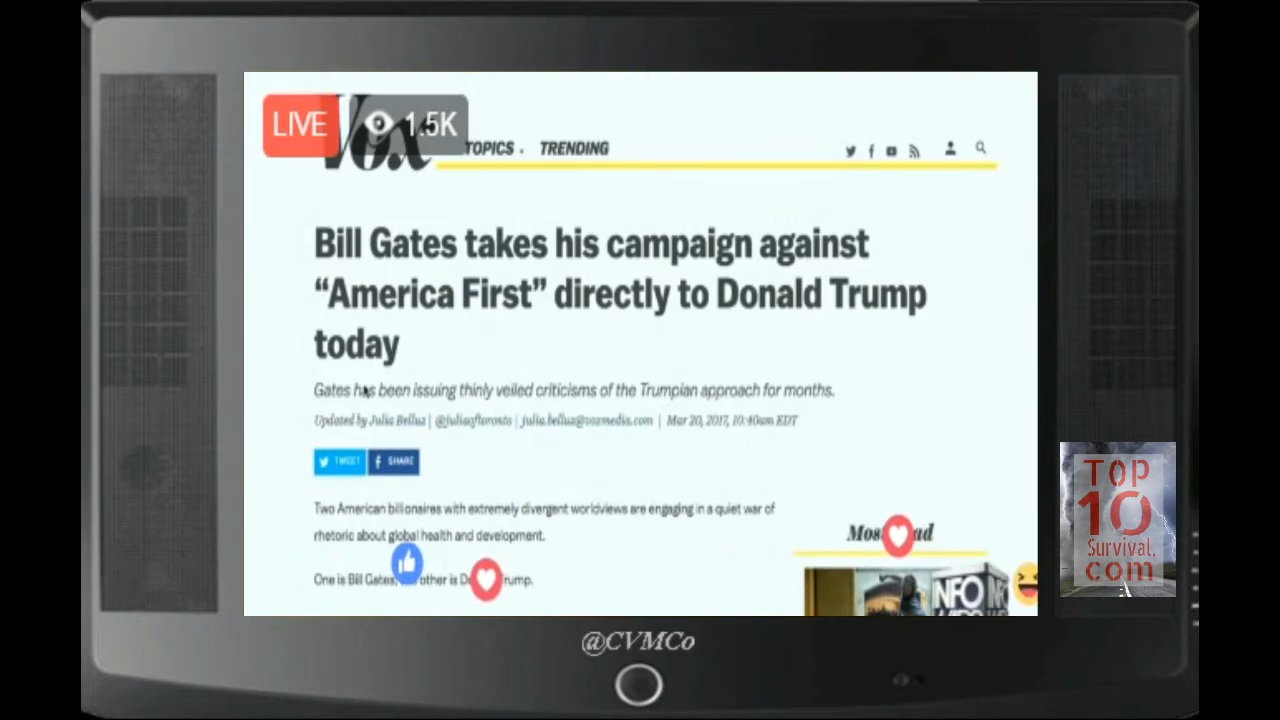 LIVE 1.5K
Vox
TOPICS TRENDING
Bill Gates takes his campaign against
“America First” directly to Donald Trump
today
Gates has been issuing thinly veiled criticisms of the Trumpian approach for months.
Updated by Julia Belluz | @juliaoftoronto | julia.belluz@voxmedia.com | Mar 20, 2017, 10:40am EDT
TWEET SHARE
Two American billionaires with extremely divergent worldviews are engaging in a quiet war of
rhetoric about global health and development.
One is Bill Gates, other is
TOP
10
Survival.
com
@CVMCo